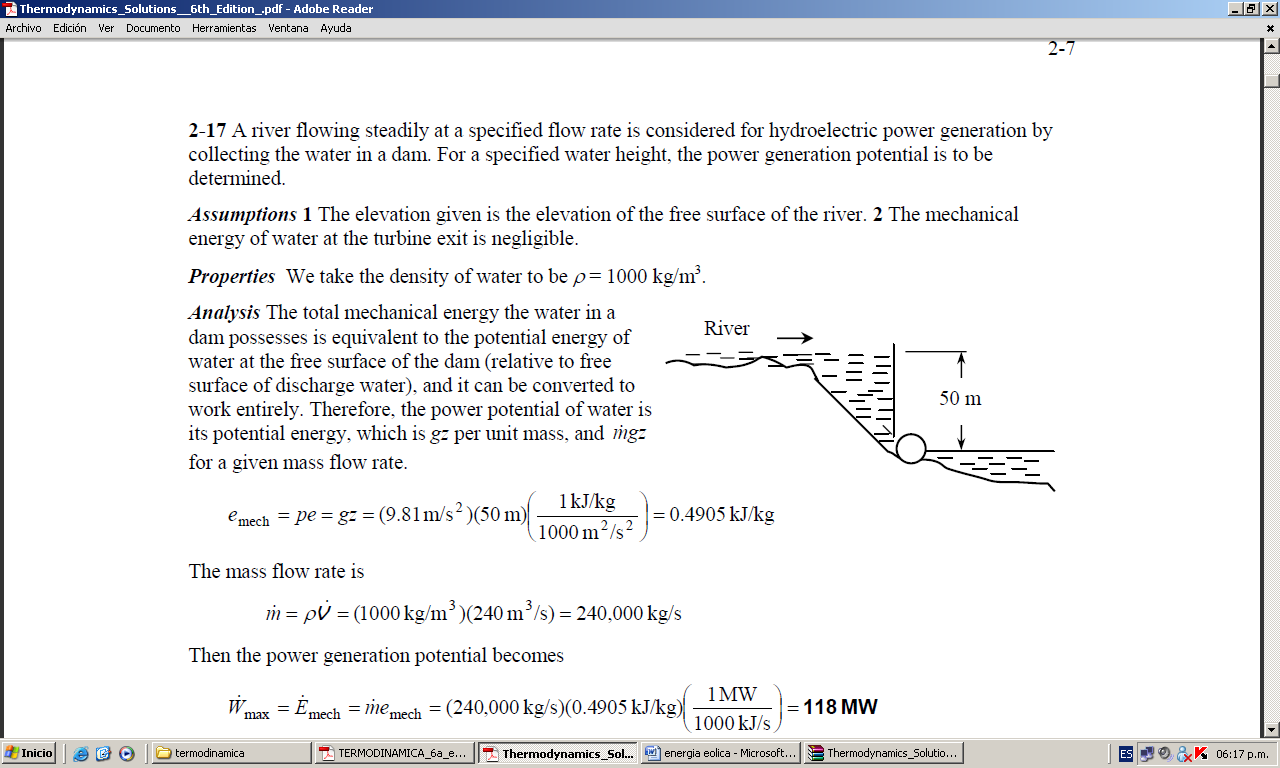 Thermodynamics_Solutions__6th_Edition_.pdf - Adobe Reader
Archivo Edición Ver Documento Herramientas Ventana Ayuda
2-7
2-17 A river flowing steadily at a specified flow rate is considered for hydroelectric power generation by
collecting the water in a dam. For a specified water height, the power generation potential is to be
determined.
Assumptions 1 The elevation given is the elevation of the free surface of the river. 2 The mechanical
energy of water at the turbine exit is negligible.
Properties We take the density of water to be ρ = 1000 kg/m³.
Analysis The total mechanical energy the water in a
dam possesses is equivalent to the potential energy of
water at the free surface of the dam (relative to free
surface of discharge water), and it can be converted to
work entirely. Therefore, the power potential of water is
its potential energy, which is gz per unit mass, and ṁgz
for a given mass flow rate.
River
50 m
e_mech = pe = gz = (9.81 m/s²)(50 m)(1 kJ/kg / 1000 m²/s²) = 0.4905 kJ/kg
The mass flow rate is
ṁ = ρV̇ = (1000 kg/m³)(240 m³/s) = 240,000 kg/s
Then the power generation potential becomes
Ẇ_max = Ė_mech = ṁe_mech = (240,000 kg/s)(0.4905 kJ/kg)(1 MW / 1000 kJ/s) = 118 MW
Inicio termodinamica TERMODINAMICA_6a_e... Thermodynamics_Sol... energia eolica - Microsoft... Thermodynamics_Solutio... ES 06:17 p.m.